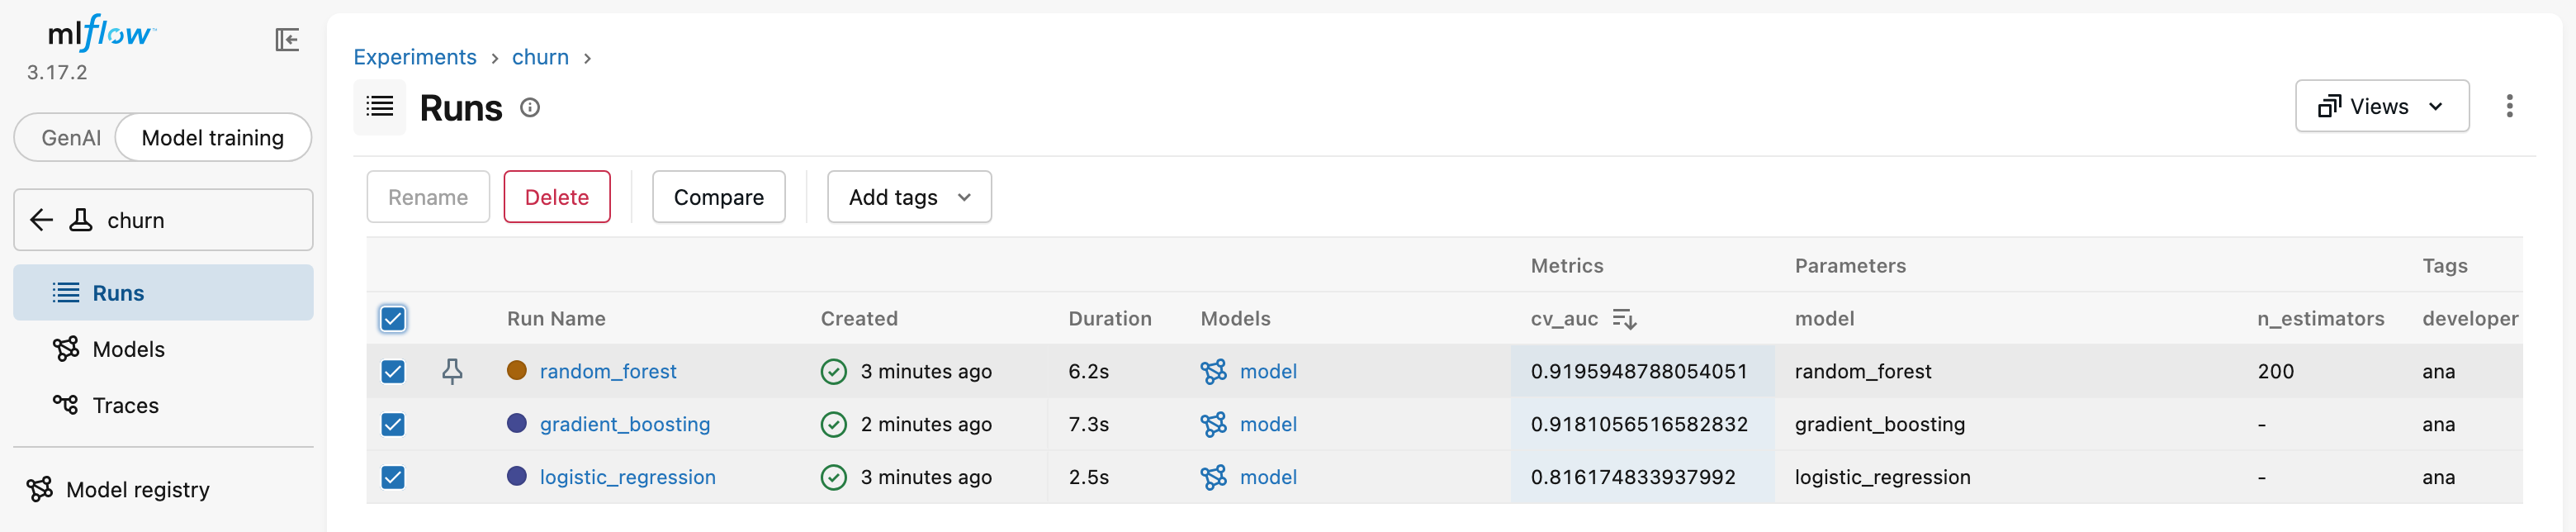 mlflow™
3.17.2
GenAI Model training
churn
Runs
Models
Traces
Model registry
Experiments > churn >
Runs
Views
Rename Delete Compare Add tags
Metrics Parameters Tags
Run Name Created Duration Models cv_auc model n_estimators developer
random_forest 3 minutes ago 6.2s model 0.9195948788054051 random_forest 200 ana
gradient_boosting 2 minutes ago 7.3s model 0.9181056516582832 gradient_boosting - ana
logistic_regression 3 minutes ago 2.5s model 0.816174833937992 logistic_regression - ana